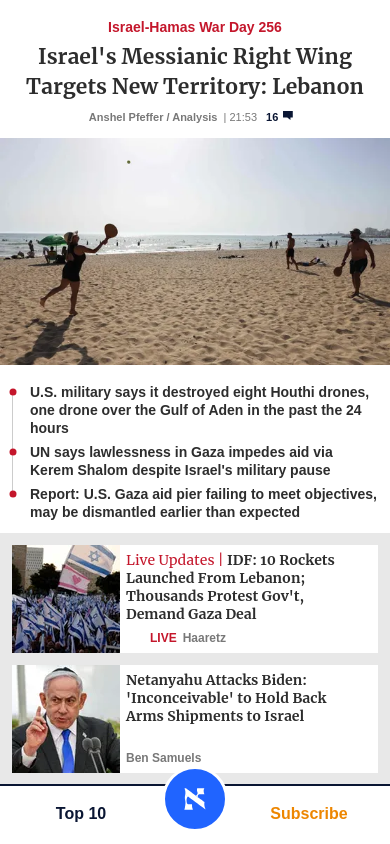 Israel-Hamas War Day 256
Israel's Messianic Right Wing
Targets New Territory: Lebanon
Anshel Pfeffer / Analysis | 21:53 16
U.S. military says it destroyed eight Houthi drones,
one drone over the Gulf of Aden in the past the 24
hours
UN says lawlessness in Gaza impedes aid via
Kerem Shalom despite Israel's military pause
Report: U.S. Gaza aid pier failing to meet objectives,
may be dismantled earlier than expected
Live Updates | IDF: 10 Rockets
Launched From Lebanon;
Thousands Protest Gov't,
Demand Gaza Deal
LIVE Haaretz
Netanyahu Attacks Biden:
'Inconceivable' to Hold Back
Arms Shipments to Israel
Ben Samuels
Top 10
א
Subscribe